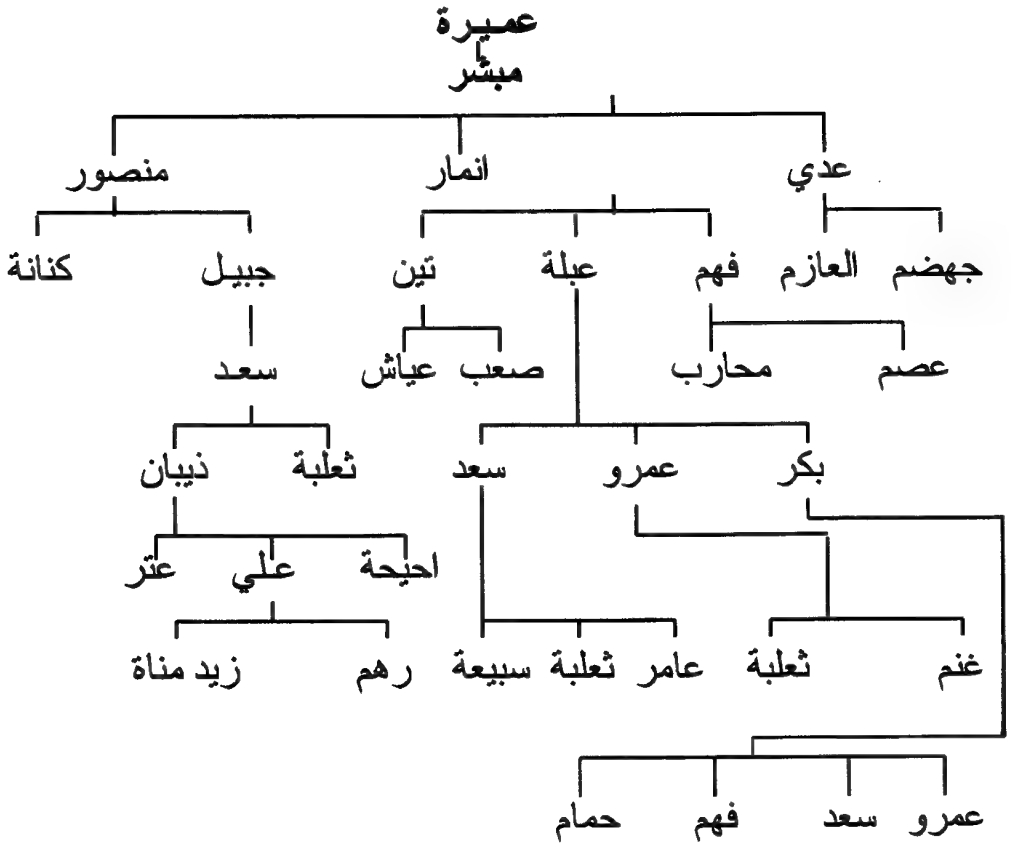 عميرة
مبشر
عدي انمار منصور
جهضم العازم فهم عبلة تين جبيل كنانة
عصم محارب صعب عياش سعد
بكر عمرو سعد ثعلبة ذيبان
احيحة علي عتر
غنم ثعلبة عامر ثعلبة سبيعة رهم زيد مناة
عمرو سعد فهم حمام